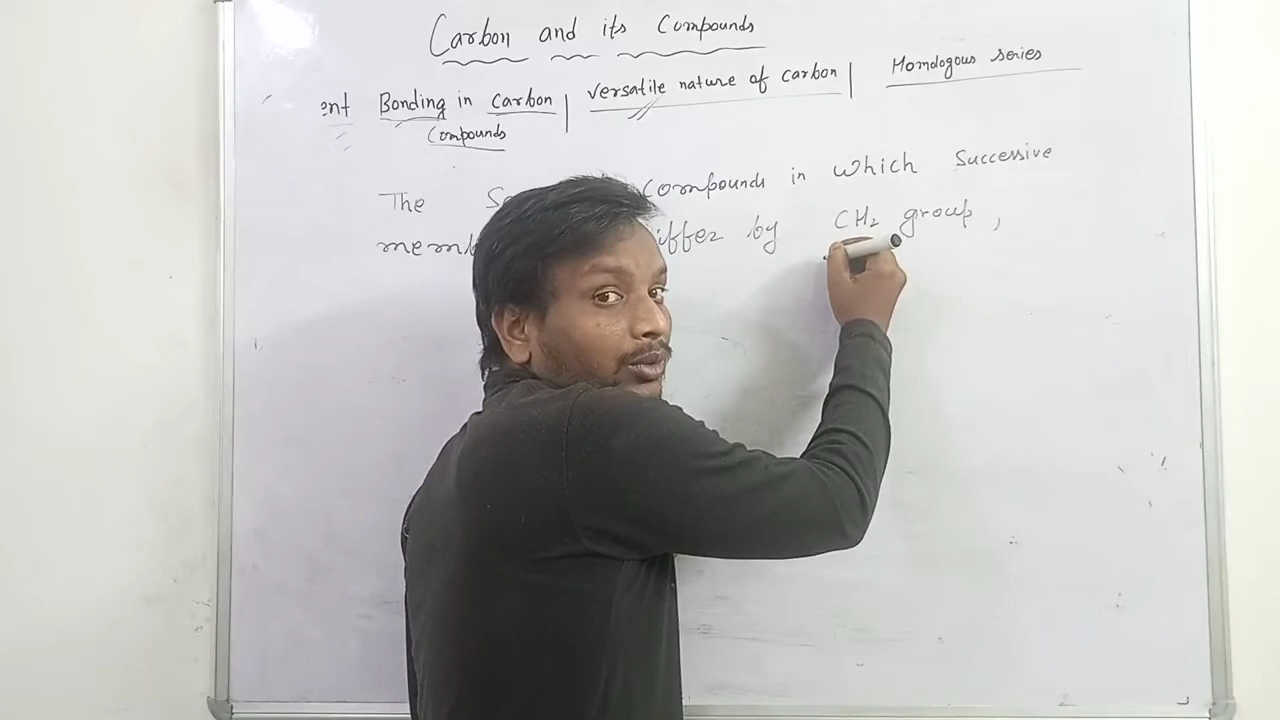 Carbon and its Compounds
ent Bonding in Carbon | Versatile nature of Carbon | Homologous series
Compounds
The Compounds in which Successive
by CH₂ group ,